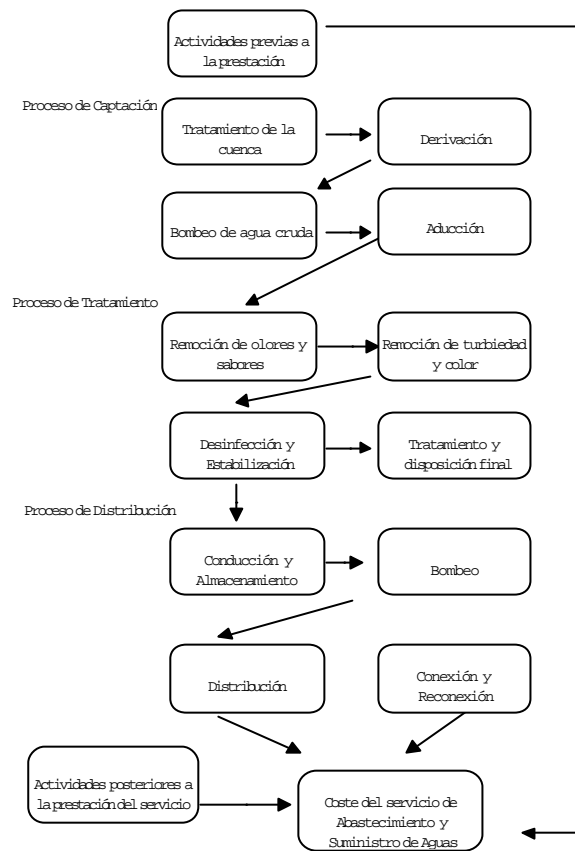 Actividades previas a
la prestación
Proceso de Captación
Tratamiento de la
cuenca
Derivación
Bombeo de agua cruda
Aducción
Proceso de Tratamiento
Remoción de olores y
sabores
Remoción de turbiedad
y color
Desinfección y
Estabilización
Tratamiento y
disposición final
Proceso de Distribución
Conducción y
Almacenamiento
Bombeo
Distribución
Conexión y
Reconexión
Actividades posteriores a
la prestación del servicio
Coste del servicio de
Abastecimiento y
Suministro de Aguas